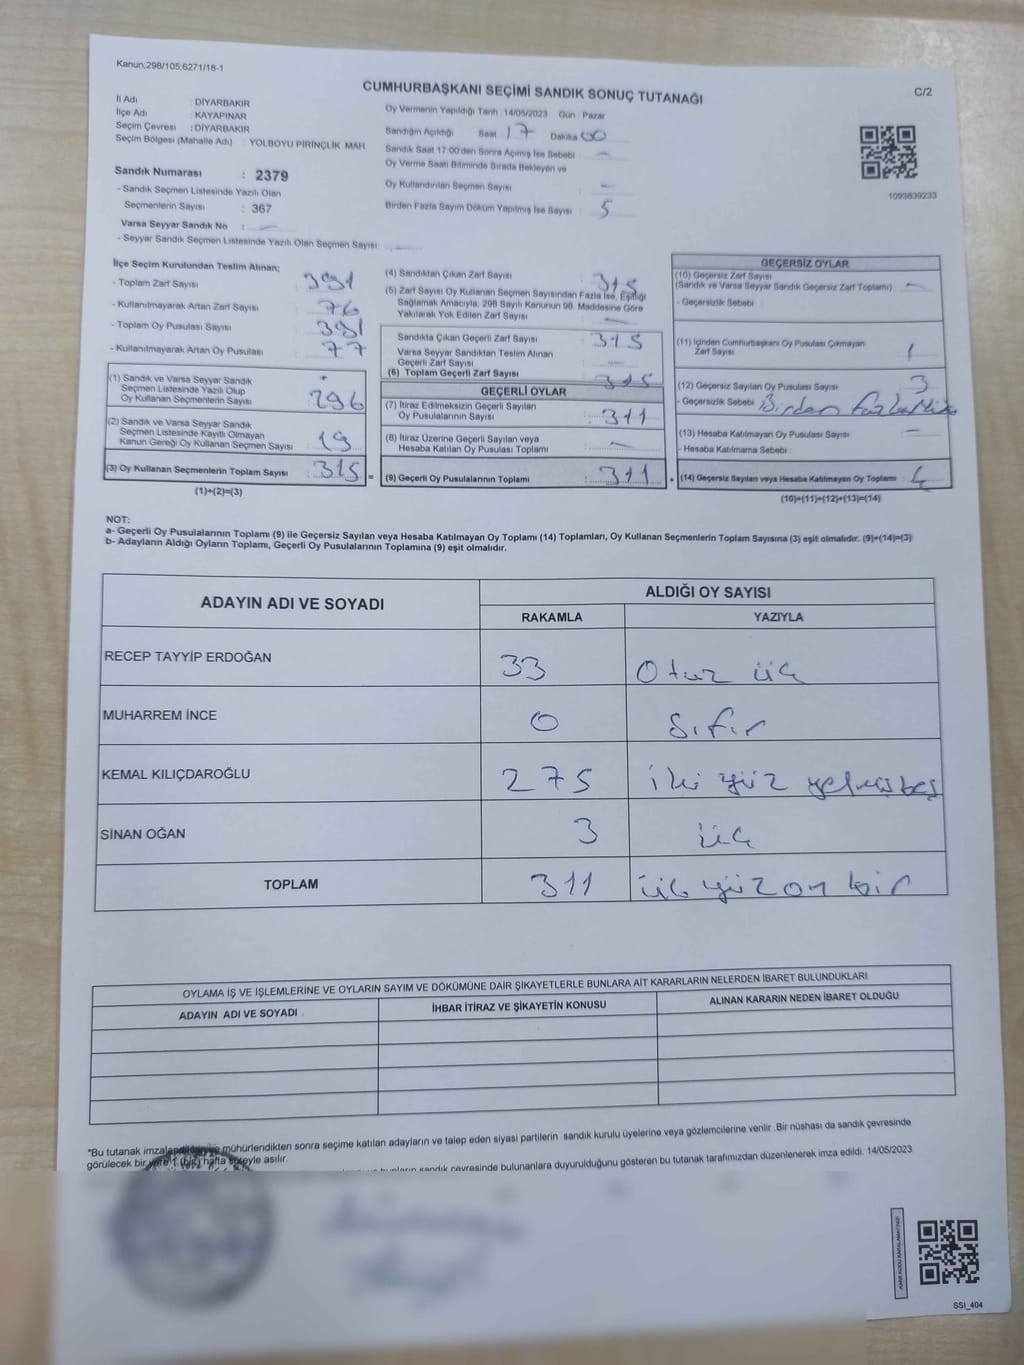 Kanun;298/105,6271/18-1
CUMHURBAŞKANI SEÇİMİ SANDIK SONUÇ TUTANAĞI
C/2
İl Adı : DİYARBAKIR
İlçe Adı : KAYAPINAR
Seçim Çevresi : DİYARBAKIR
Seçim Bölgesi (Mahalle Adı) : YOLBOYU PİRİNÇLİK MAH
Sandık Numarası : 2379
- Sandık Seçmen Listesinde Yazılı Olan
Seçmenlerin Sayısı : 367
Varsa Seyyar Sandık No : —
- Seyyar Sandık Seçmen Listesinde Yazılı Olan Seçmen Sayısı:
Oy Vermenin Yapıldığı Tarih : 14/05/2023 Gün : Pazar
Sandığın Açıldığı Saat 17 Dakika 00
Sandık Saat 17:00'den Sonra Açımış İse Sebebi : —
Oy Verme Saati Bitiminde Sırada Bekleyen ve
Oy Kullandırılan Seçmen Sayısı : —
Birden Fazla Sayım Döküm Yapılmış İse Sayısı : 5
1093839233
İlçe Seçim Kurulundan Teslim Alınan;
- Toplam Zarf Sayısı : 391
- Kullanılmayarak Artan Zarf Sayısı : 76
- Toplam Oy Pusulası Sayısı : 391
- Kullanılmayarak Artan Oy Pusulası : 77
(1) Sandık ve Varsa Seyyar Sandık
Seçmen Listesinde Yazılı Olup
Oy Kullanan Seçmenlerin Sayısı : 296
(2) Sandık ve Varsa Seyyar Sandık
Seçmen Listesinde Kayıtlı Olmayan
Kanun Gereği Oy Kullanan Seçmen Sayısı : 19
(3) Oy Kullanan Seçmenlerin Toplam Sayısı : 315 =
(1)+(2)=(3)
(4) Sandıktan Çıkan Zarf Sayısı : 315
(5) Zarf Sayısı Oy Kullanan Seçmen Sayısından Fazla İse, Eşitliği
Sağlamak Amacıyla, 298 Sayılı Kanunun 98. Maddesine Göre
Yakılarak Yok Edilen Zarf Sayısı : —
Sandıkta Çıkan Geçerli Zarf Sayısı : 315
Varsa Seyyar Sandıktan Teslim Alınan
Geçerli Zarf Sayısı : —
(6) Toplam Geçerli Zarf Sayısı : 315
GEÇERLİ OYLAR
(7) İtiraz Edilmeksizin Geçerli Sayılan
Oy Pusulalarının Sayısı : 311
(8) İtiraz Üzerine Geçerli Sayılan veya
Hesaba Katılan Oy Pusulası Toplamı : —
(9) Geçerli Oy Pusulalarının Toplamı : 311 +
GEÇERSİZ OYLAR
(10) Geçersiz Zarf Sayısı
(Sandık ve Varsa Seyyar Sandık Geçersiz Zarf Toplamı) : —
- Geçersizlik Sebebi :
(11) İçinden Cumhurbaşkanı Oy Pusulası Çıkmayan
Zarf Sayısı : 1
(12) Geçersiz Sayılan Oy Pusulası Sayısı : 3
- Geçersizlik Sebebi : Birden fazla
(13) Hesaba Katılmayan Oy Pusulası Sayısı : —
- Hesaba Katılmama Sebebi :
(14) Geçersiz Sayılan veya Hesaba Katılmayan Oy Toplamı : 4
(10)+(11)+(12)+(13)=(14)
NOT:
a- Geçerli Oy Pusulalarının Toplamı (9) ile Geçersiz Sayılan veya Hesaba Katılmayan Oy Toplamı (14) Toplamları, Oy Kullanan Seçmenlerin Toplam Sayısına (3) eşit olmalıdır. (9)+(14)=(3)
b- Adayların Aldığı Oyların Toplamı, Geçerli Oy Pusulalarının Toplamına (9) eşit olmalıdır.
ADAYIN ADI VE SOYADI ALDIĞI OY SAYISI
RAKAMLA YAZIYLA
RECEP TAYYİP ERDOĞAN 33 Otuz üç
MUHARREM İNCE 0 Sıfır
KEMAL KILIÇDAROĞLU 275 iki yüz yetmişbeş
SİNAN OĞAN 3 üç
TOPLAM 311 üç yüz on bir
OYLAMA İŞ VE İŞLEMLERİNE VE OYLARIN SAYIM VE DÖKÜMÜNE DAİR ŞİKAYETLERLE BUNLARA AİT KARARLARIN NELERDEN İBARET BULUNDUKLARI
ADAYIN ADI VE SOYADI İHBAR İTİRAZ VE ŞİKAYETİN KONUSU ALINAN KARARIN NEDEN İBARET OLDUĞU
*Bu tutanak imzalandıktan ve mühürlendikten sonra seçime katılan adayların ve talep eden siyasi partilerin sandık kurulu üyelerine veya gözlemcilerine verilir .Bir nüshası da sandık çevresinde
görülecek bir yere 1 (bir) hafta süreyle asılır.
sandık çevresinde bulunanlara duyurulduğunu gösteren bu tutanak tarafımızdan düzenlenerek imza edildi. 14/05/2023
SSI_404